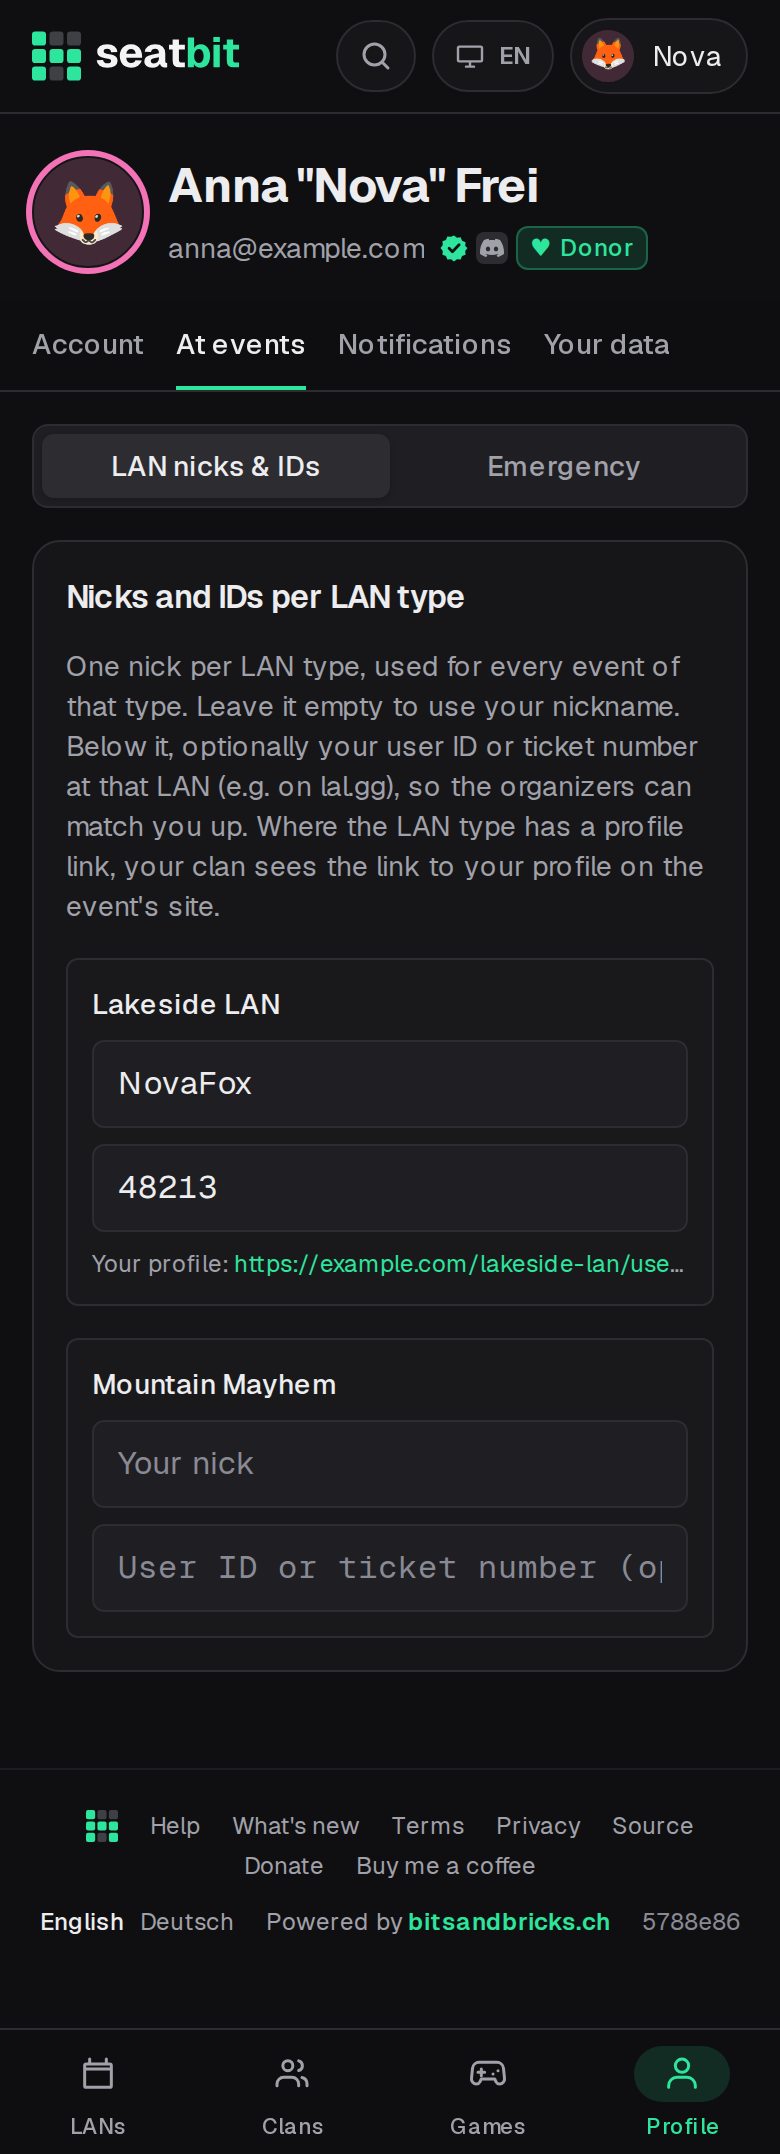 seatbit
EN
Nova
Anna "Nova" Frei
anna@example.com
♥ Donor
Account At events Notifications Your data
LAN nicks & IDs Emergency
Nicks and IDs per LAN type
One nick per LAN type, used for every event of
that type. Leave it empty to use your nickname.
Below it, optionally your user ID or ticket number
at that LAN (e.g. on lal.gg), so the organizers can
match you up. Where the LAN type has a profile
link, your clan sees the link to your profile on the
event's site.
Lakeside LAN
NovaFox
48213
Your profile: https://example.com/lakeside-lan/use...
Mountain Mayhem
Your nick
User ID or ticket number (op
Help What's new Terms Privacy Source
Donate Buy me a coffee
English Deutsch Powered by bitsandbricks.ch 5788e86
LANs Clans Games Profile